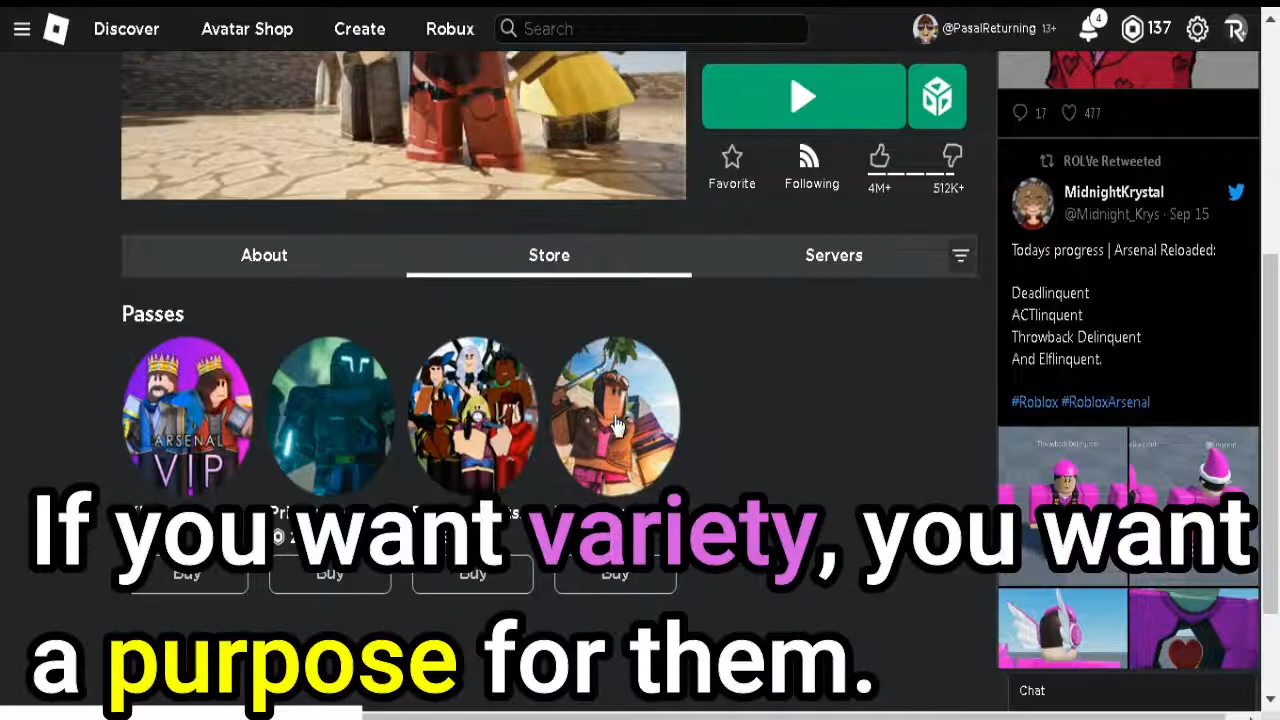 Discover
Avatar Shop
Create
Robux
Search
@PasalReturning 13+
4
137
Favorite
Following
4M+
512K+
About
Store
Servers
Passes
ARSENAL
VIP
Buy
Buy
Buy
Buy
If you want variety, you want
a purpose for them.
17
477
ROLVe Retweeted
MidnightKrystal
@Midnight_Krys · Sep 15
Todays progress | Arsenal Reloaded:
Deadlinquent
ACTlinquent
Throwback Delinquent
And Elflinquent.
#Roblox #RobloxArsenal
Throwback Delinquent
Chat